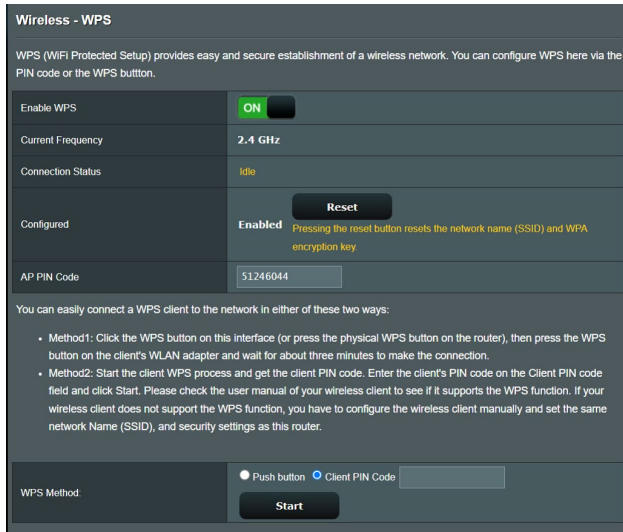 Wireless - WPS
WPS (WiFi Protected Setup) provides easy and secure establishment of a wireless network. You can configure WPS here via the
PIN code or the WPS buttton.
Enable WPS
ON
Current Frequency
2.4 GHz
Connection Status
Idle
Configured
Enabled
Reset
Pressing the reset button resets the network name (SSID) and WPA
encryption key.
AP PIN Code
51246044
You can easily connect a WPS client to the network in either of these two ways:
• Method1: Click the WPS button on this interface (or press the physical WPS button on the router), then press the WPS
button on the client's WLAN adapter and wait for about three minutes to make the connection.
• Method2: Start the client WPS process and get the client PIN code. Enter the client's PIN code on the Client PIN code
field and click Start. Please check the user manual of your wireless client to see if it supports the WPS function. If your
wireless client does not support the WPS function, you have to configure the wireless client manually and set the same
network Name (SSID), and security settings as this router.
WPS Method:
Push button Client PIN Code
Start